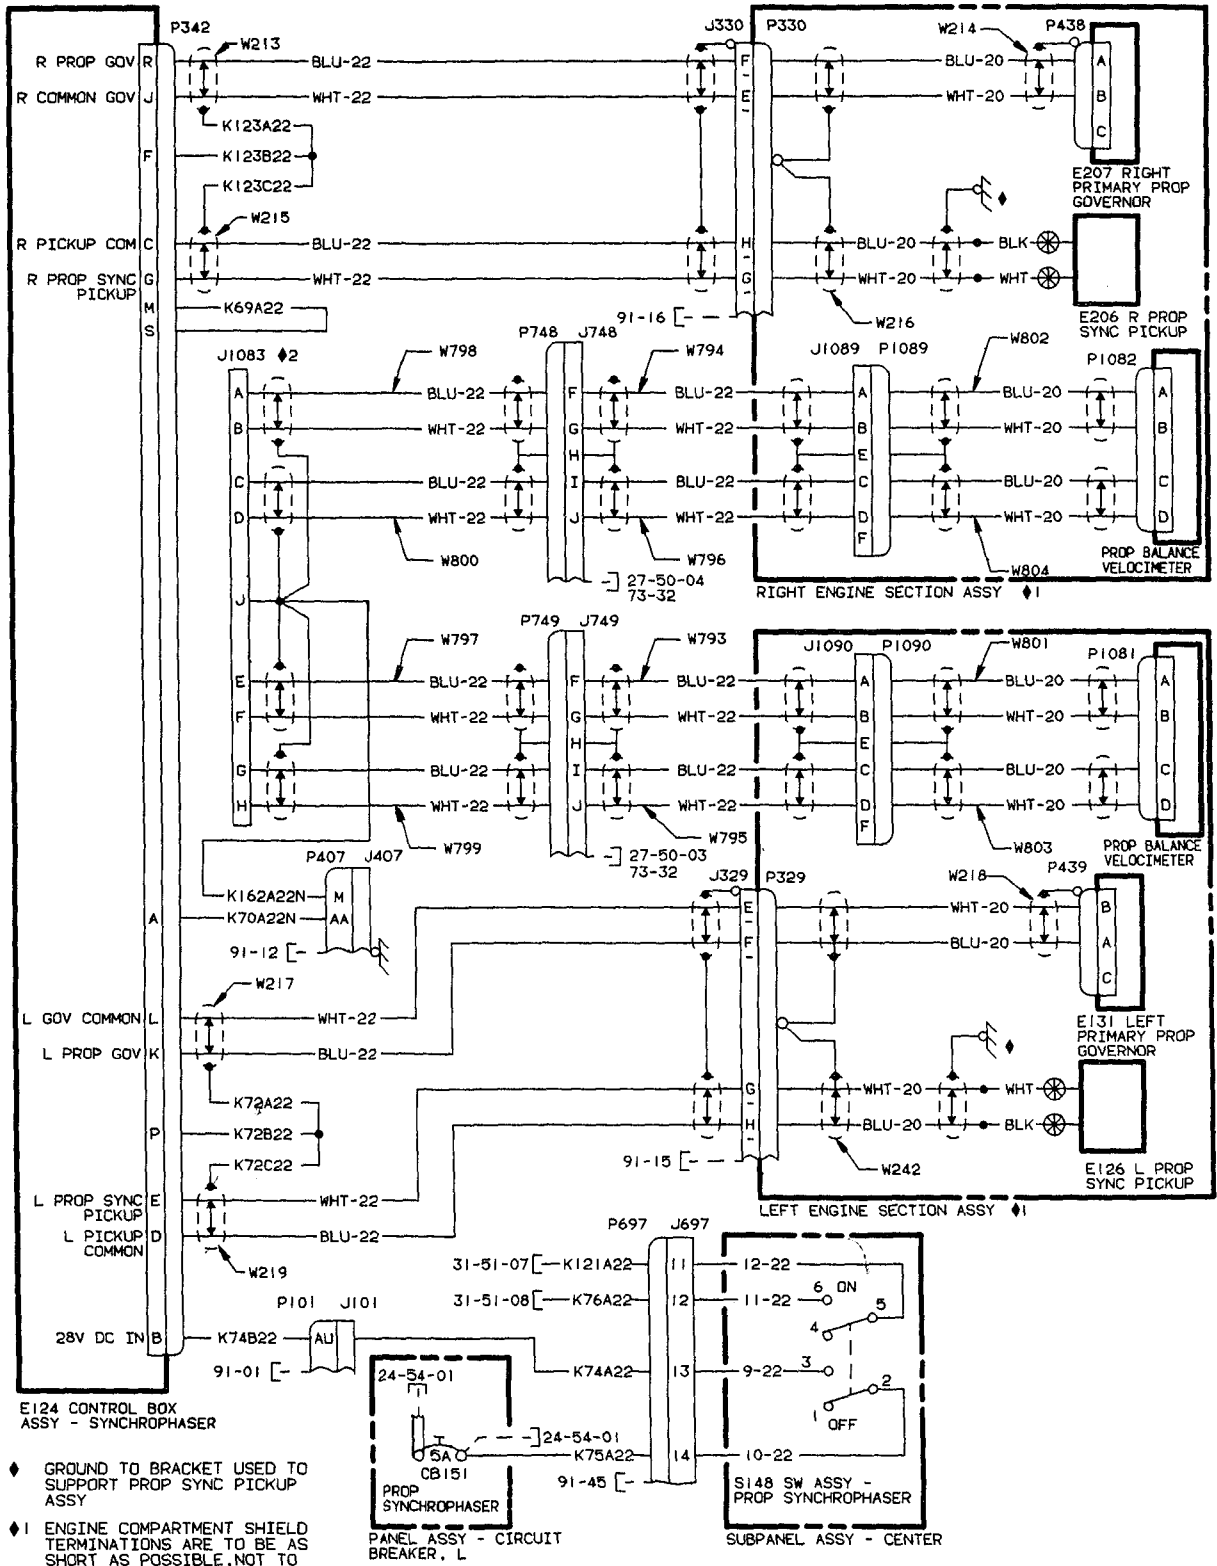 P342
J330 P330
W214
P438
W213
R PROP GOV R
BLU-22
F
BLU-20
A
R COMMON GOV J
WHT-22
E
WHT-20
B
C
K123A22
F
K123B22
K123C22
E207 RIGHT
PRIMARY PROP
GOVERNOR
W215
R PICKUP COM C
BLU-22
H
BLU-20
BLK
R PROP SYNC G
PICKUP
WHT-22
G
WHT-20
WHT
M
K69A22
S
91-16
W216
E206 R PROP
SYNC PICKUP
P748 J748
J1083 ♦2
W798
W794
J1089 P1089
W802
P1082
A
BLU-22
F
BLU-22
A
BLU-20
A
B
WHT-22
G
WHT-22
B
WHT-20
B
H
E
C
BLU-22
I
BLU-22
C
BLU-20
C
D
WHT-22
J
WHT-22
D
WHT-20
D
F
W800
W796
W804
PROP BALANCE
VELOCIMETER
27-50-04
73-32
RIGHT ENGINE SECTION ASSY ♦1
J
P749 J749
W797
W793
J1090 P1090
W801
P1081
E
BLU-22
F
BLU-22
A
BLU-20
A
F
WHT-22
G
WHT-22
B
WHT-20
B
H
E
G
BLU-22
I
BLU-22
C
BLU-20
C
H
WHT-22
J
WHT-22
D
WHT-20
D
F
W799
W795
W803
PROP BALANCE
VELOCIMETER
27-50-03
73-32
P407 J407
J329 P329
W218
P439
K162A22N
M
E
WHT-20
B
A
K70A22N
AA
F
BLU-20
A
91-12
C
W217
L GOV COMMON L
WHT-22
E131 LEFT
PRIMARY PROP
GOVERNOR
L PROP GOV K
BLU-22
K72A22
G
WHT-20
WHT
P
K72B22
H
BLU-20
BLK
K72C22
91-15
W242
E126 L PROP
SYNC PICKUP
L PROP SYNC E
PICKUP
WHT-22
LEFT ENGINE SECTION ASSY ♦1
L PICKUP D
COMMON
BLU-22
P697 J697
W219
31-51-07
K121A22
11
12-22
6 ON
P101 J101
31-51-08
K76A22
12
11-22
5
4
28V DC IN B
K74B22
AU
91-01
24-54-01
K74A22
13
9-22
3
2
1
OFF
E124 CONTROL BOX
ASSY - SYNCHROPHASER
24-54-01
5A
K75A22
14
10-22
CB151
91-45
PROP
SYNCHROPHASER
S148 SW ASSY -
PROP SYNCHROPHASER
PANEL ASSY - CIRCUIT
BREAKER, L
SUBPANEL ASSY - CENTER
♦ GROUND TO BRACKET USED TO
SUPPORT PROP SYNC PICKUP
ASSY
♦1 ENGINE COMPARTMENT SHIELD
TERMINATIONS ARE TO BE AS
SHORT AS POSSIBLE.NOT TO